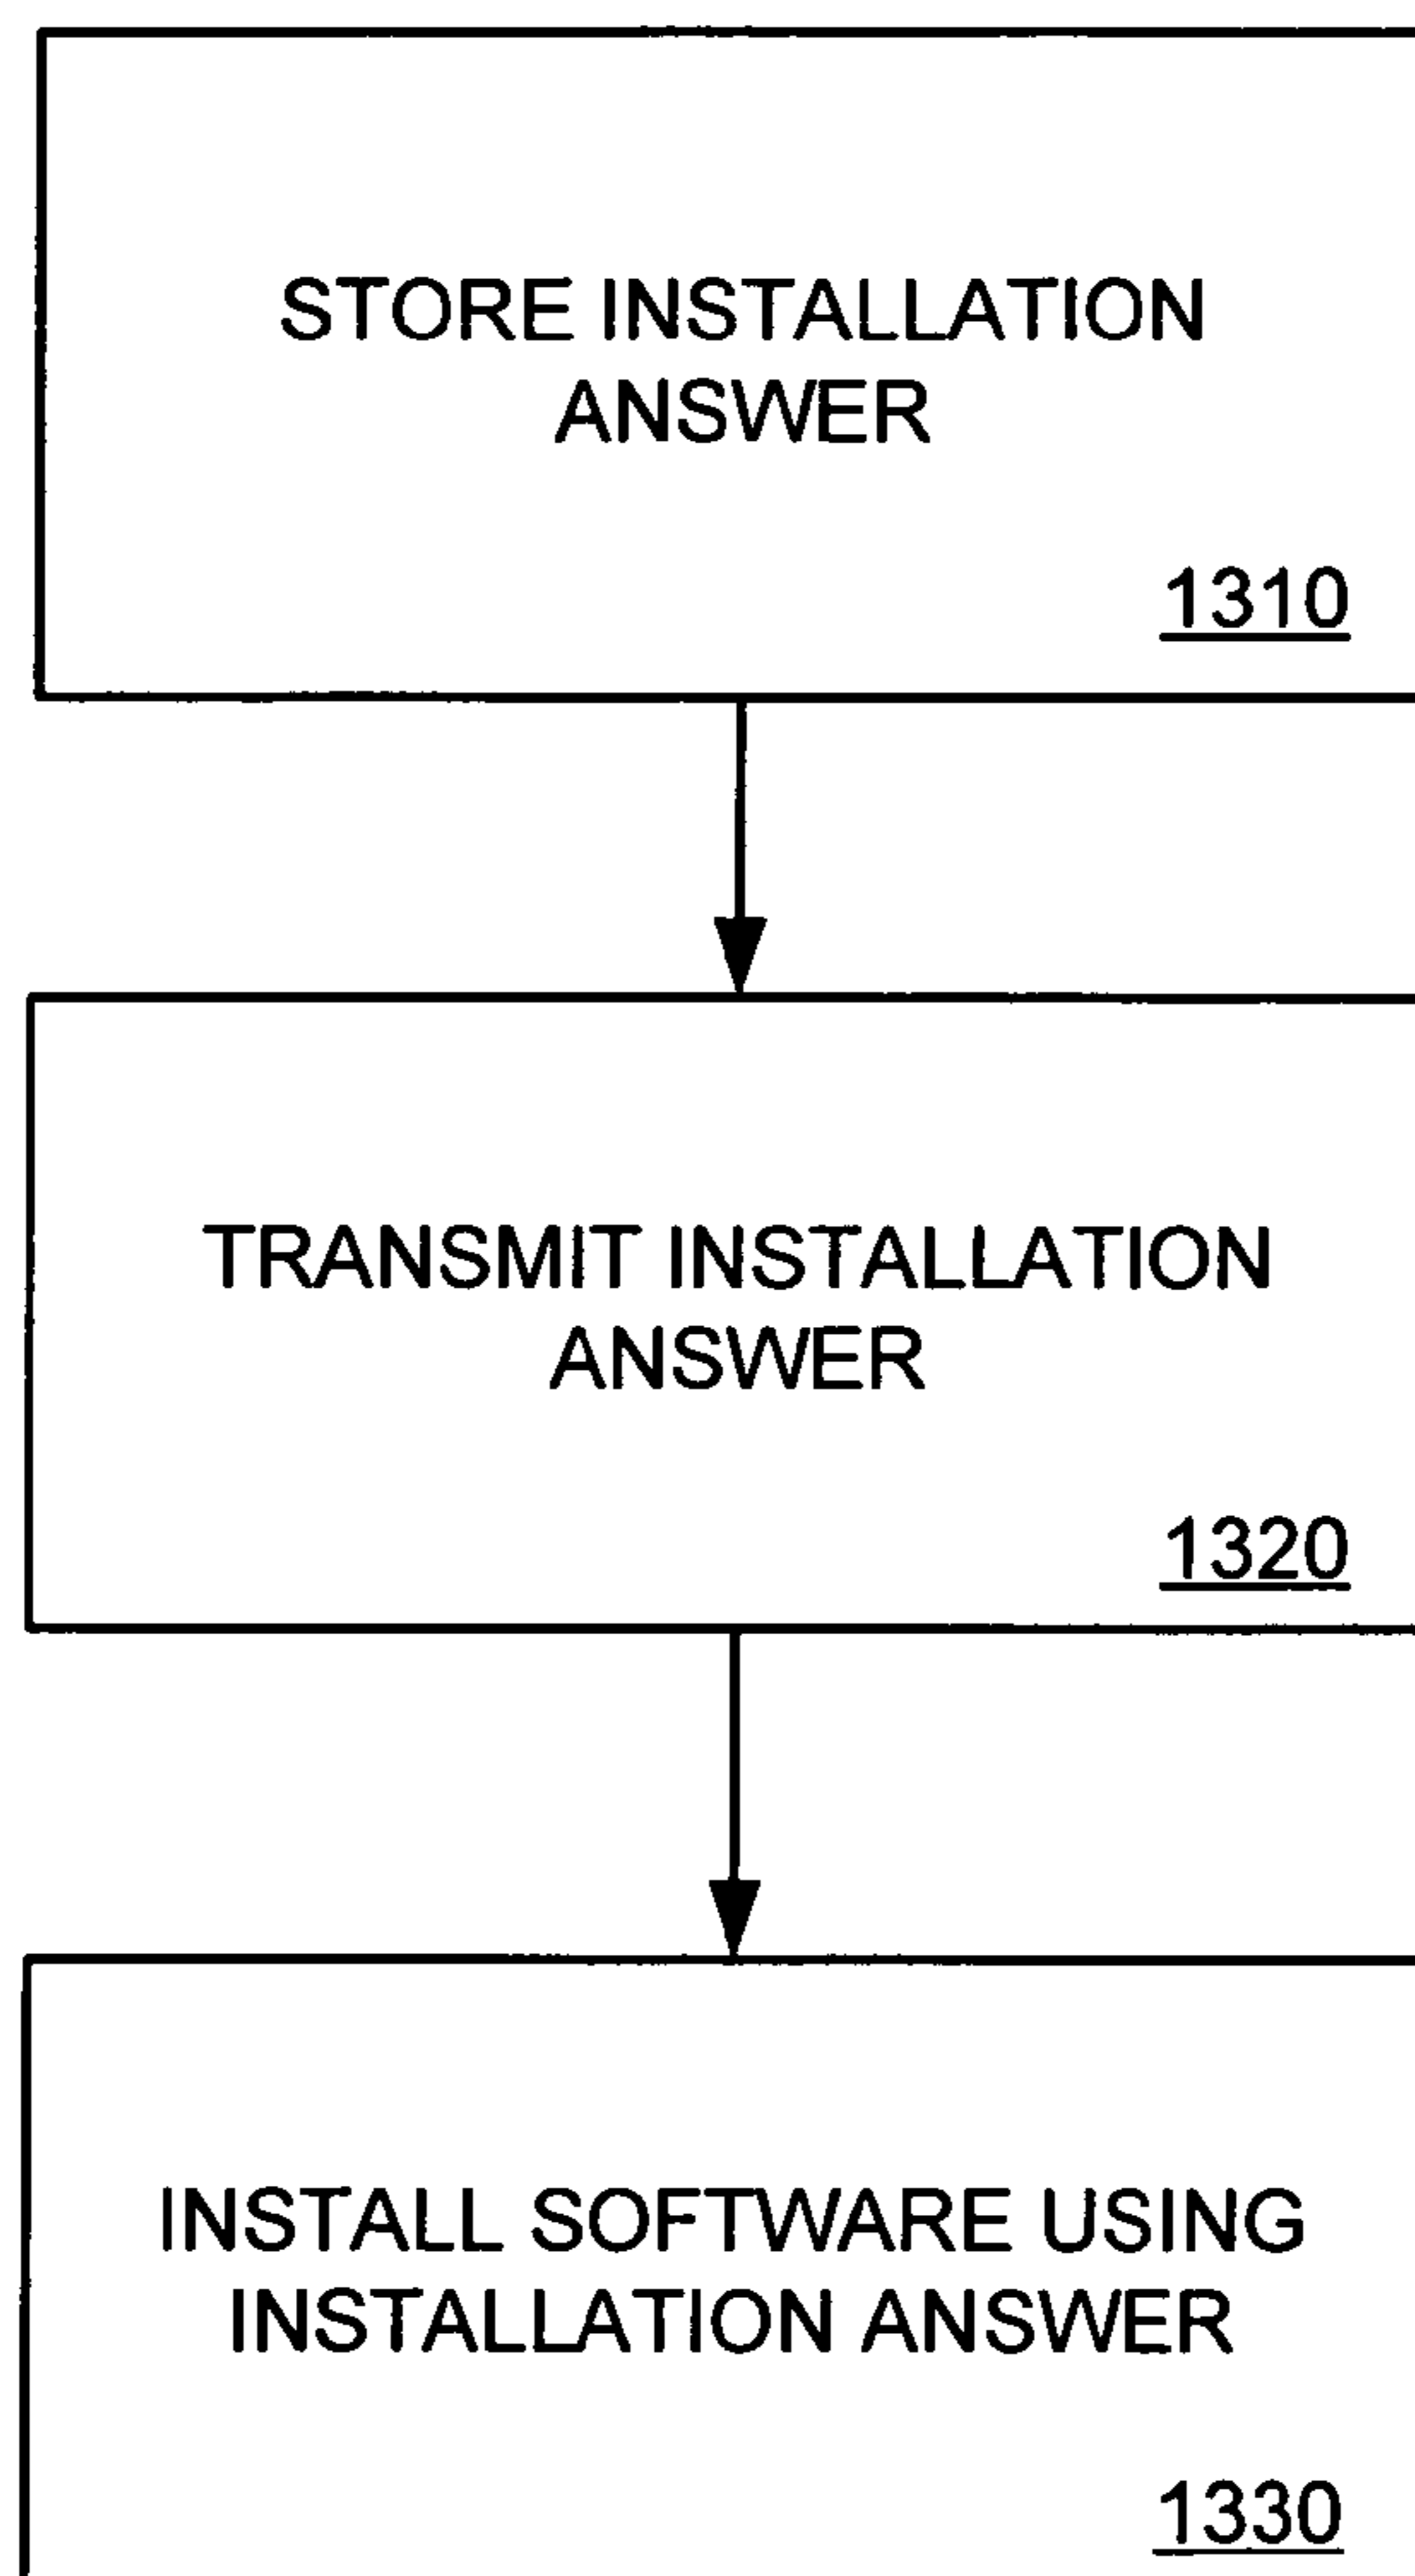 STORE INSTALLATION
ANSWER
1310
TRANSMIT INSTALLATION
ANSWER
1320
INSTALL SOFTWARE USING
INSTALLATION ANSWER
1330